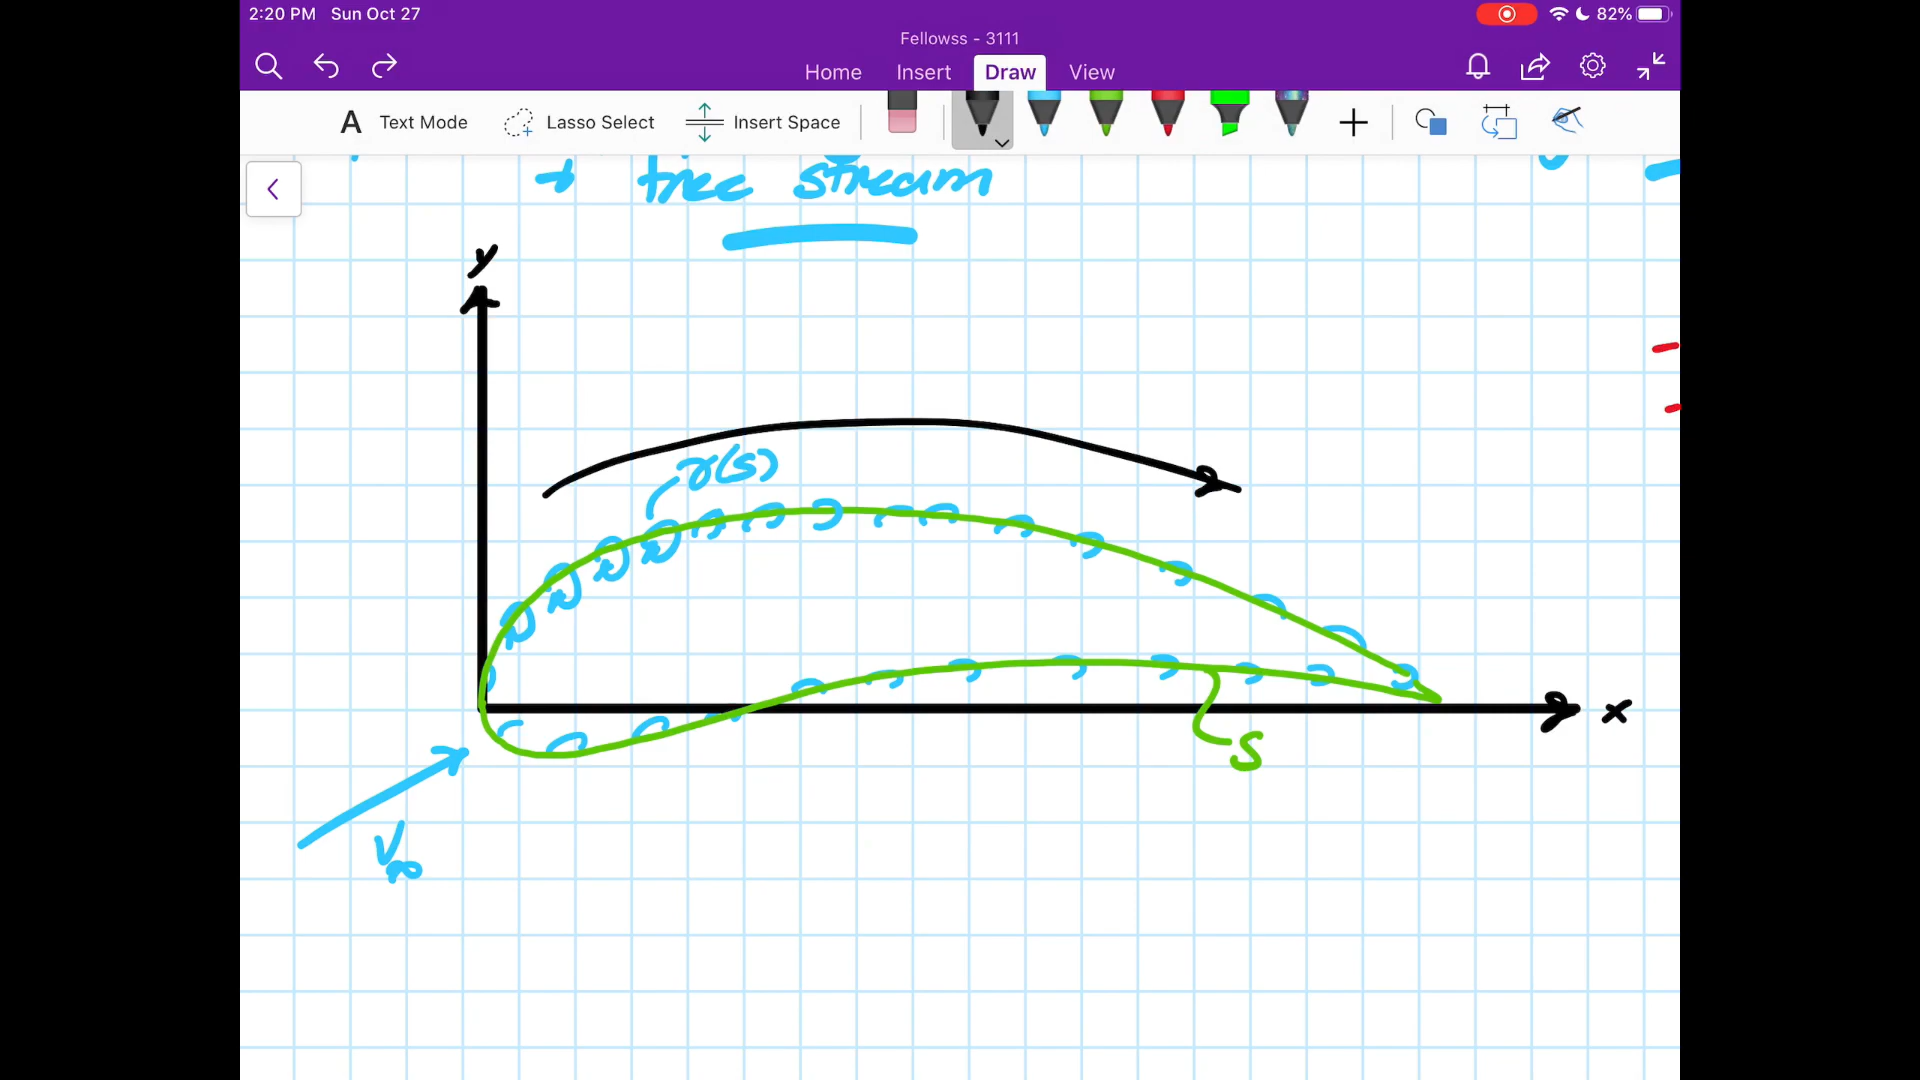 2:20 PM Sun Oct 27
82%
Fellowss - 3111
Home Insert Draw View
A Text Mode Lasso Select Insert Space
→ free stream
y
γ(s)
x
S
V∞